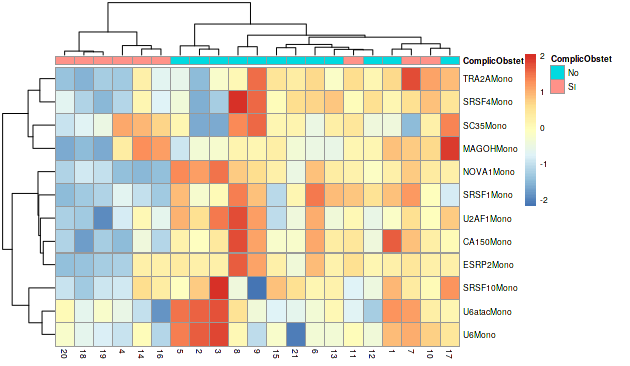 ComplicObstet
TRA2AMono
SRSF4Mono
SC35Mono
MAGOHMono
NOVA1Mono
SRSF1Mono
U2AF1Mono
CA150Mono
ESRP2Mono
SRSF10Mono
U6atacMono
U6Mono
20 18 19 4 14 16 5 2 3 8 9 15 21 6 13 11 12 1 7 10 17
2
1
0
-1
-2
ComplicObstet
No
SI